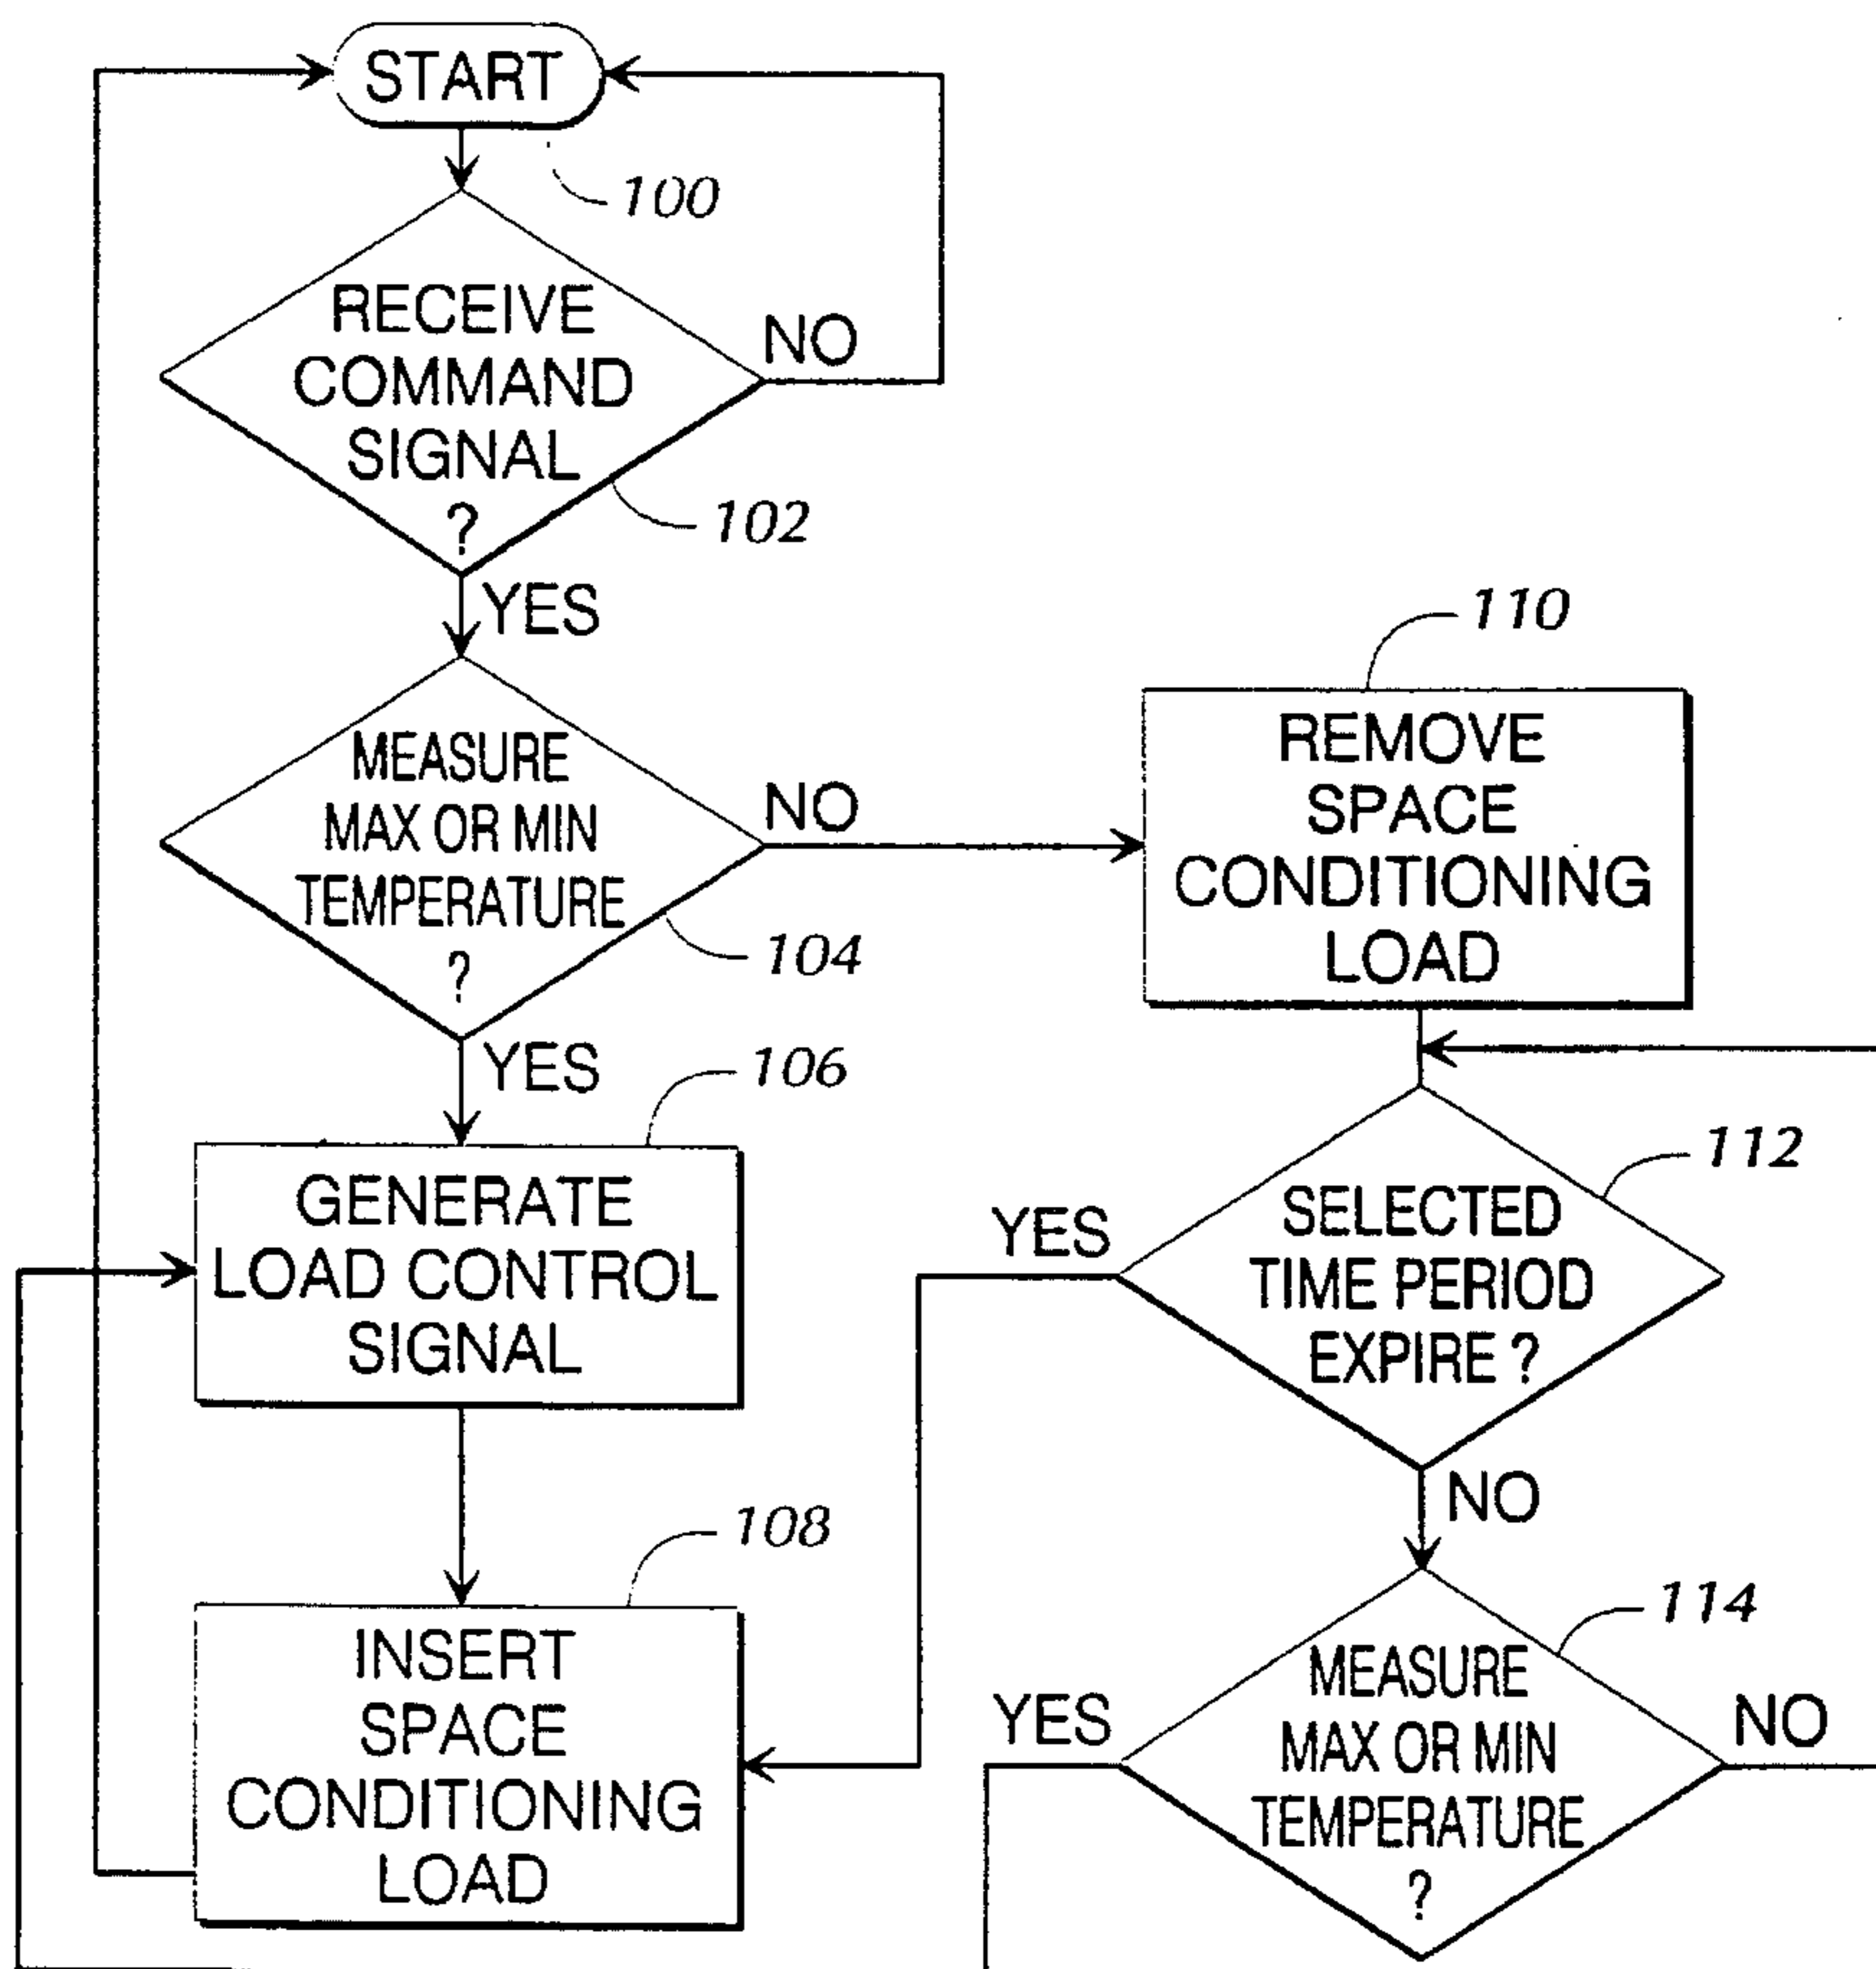 START
100
RECEIVE
COMMAND
SIGNAL
?
102
NO
YES
MEASURE
MAX OR MIN
TEMPERATURE
?
104
NO
YES
106
GENERATE
LOAD CONTROL
SIGNAL
108
INSERT
SPACE
CONDITIONING
LOAD
110
REMOVE
SPACE
CONDITIONING
LOAD
112
SELECTED
TIME PERIOD
EXPIRE ?
YES
NO
114
MEASURE
MAX OR MIN
TEMPERATURE
?
YES
NO